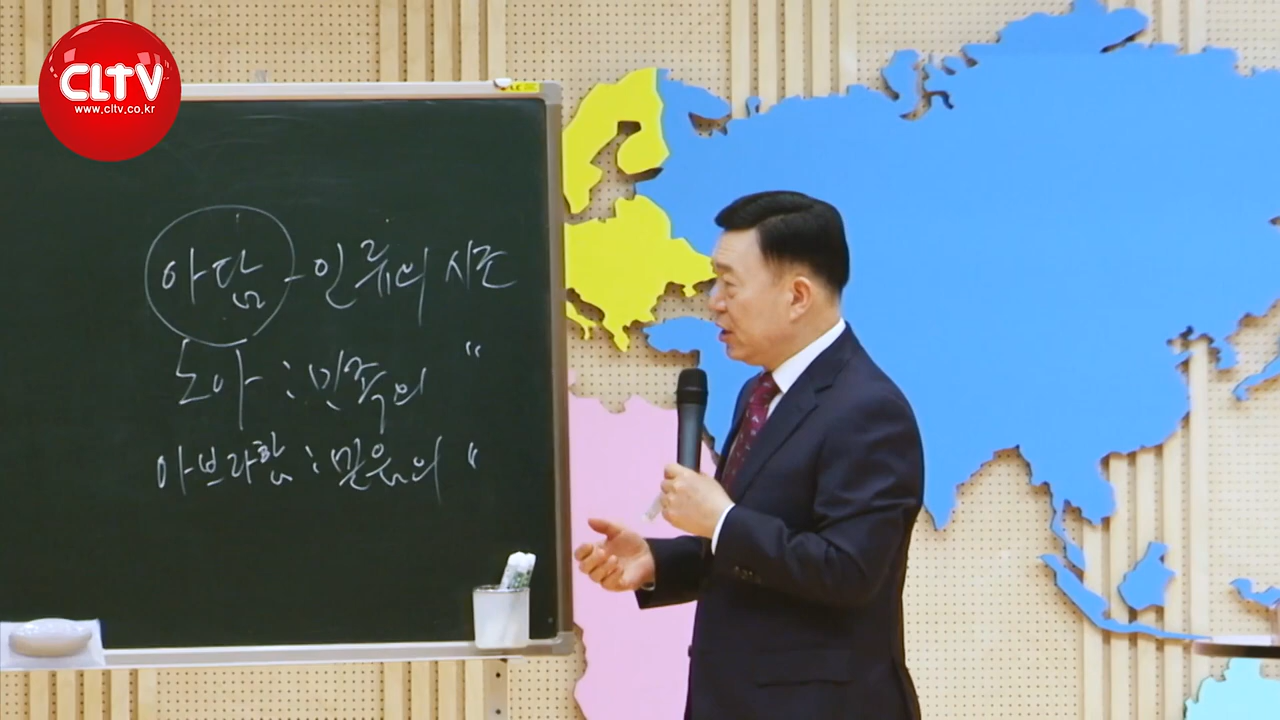 CLTV
www.cltv.co.kr
아담 - 인류의 시조
노아 : 민족의 "
아브라함 : 믿음의 "